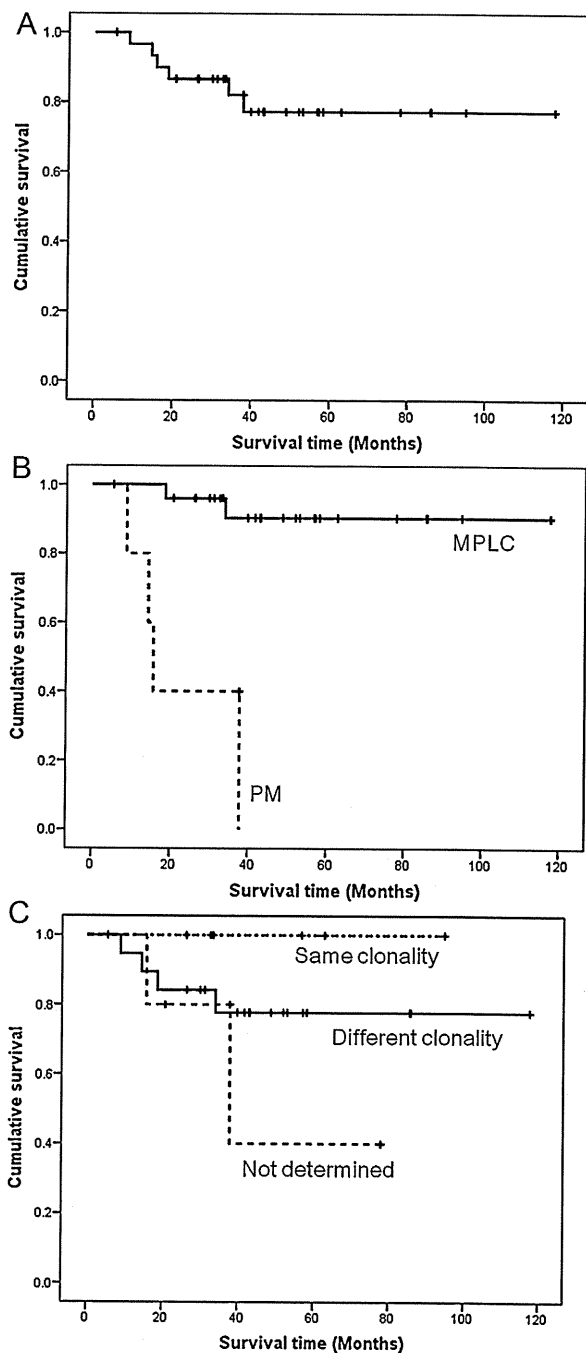 A
1.0
0.8
0.6
0.4
0.2
0.0
Cumulative survival
0 20 40 60 80 100 120
Survival time (Months)
B
1.0
0.8
0.6
0.4
0.2
0.0
Cumulative survival
MPLC
PM
0 20 40 60 80 100 120
Survival time (Months)
C
1.0
0.8
0.6
0.4
0.2
0.0
Cumulative survival
Same clonality
Different clonality
Not determined
0 20 40 60 80 100 120
Survival time (Months)